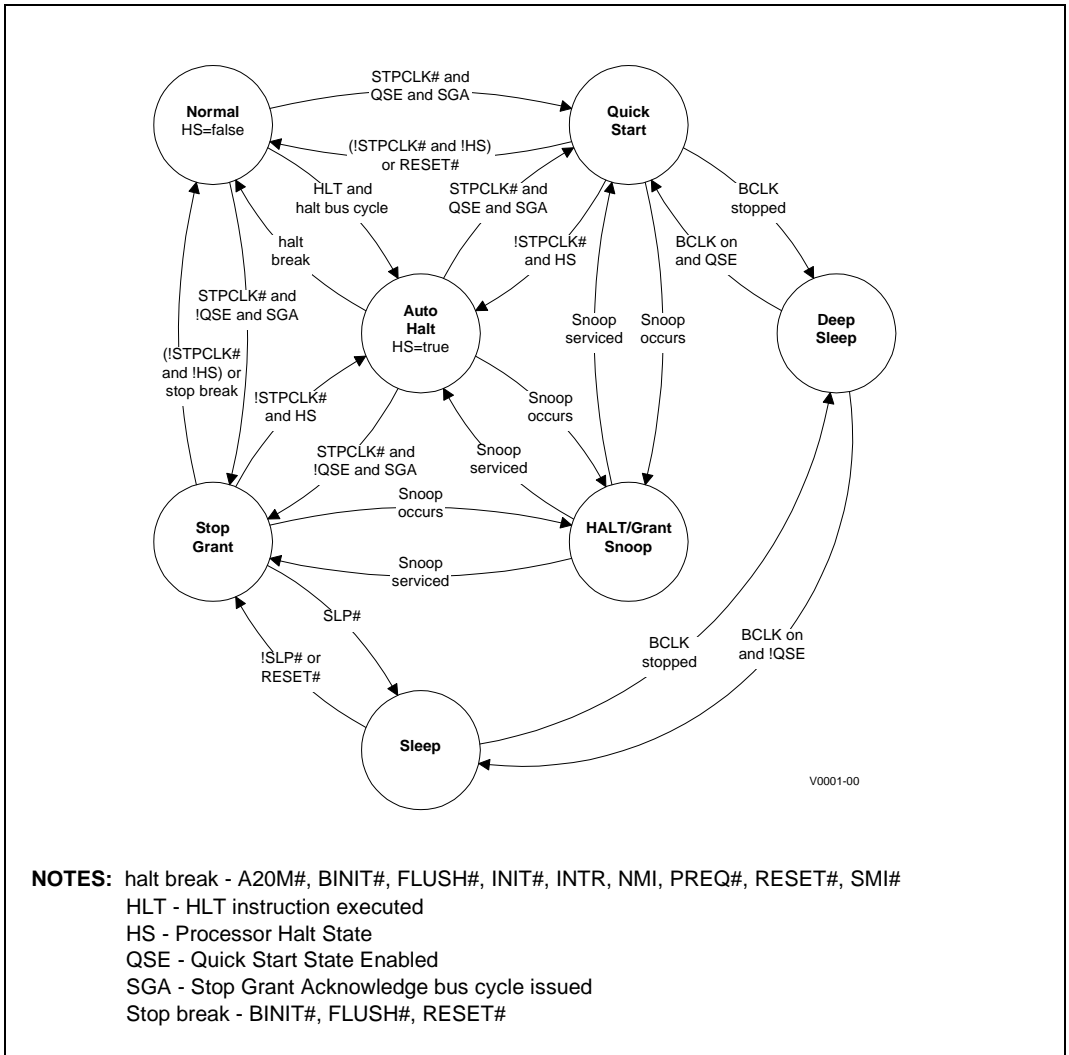 STPCLK# and
QSE and SGA
Normal
HS=false
Quick
Start
(!STPCLK# and !HS)
or RESET#
HLT and
halt bus cycle
STPCLK# and
QSE and SGA
BCLK
stopped
halt
break
!STPCLK#
and HS
BCLK on
and QSE
STPCLK# and
!QSE and SGA
Auto
Halt
HS=true
Snoop
serviced
Snoop
occurs
Deep
Sleep
(!STPCLK#
and !HS) or
stop break
!STPCLK#
and HS
Snoop
occurs
STPCLK# and
!QSE and SGA
Snoop
serviced
Stop
Grant
Snoop
occurs
HALT/Grant
Snoop
Snoop
serviced
SLP#
BCLK
stopped
BCLK on
and !QSE
!SLP# or
RESET#
Sleep
V0001-00
NOTES: halt break - A20M#, BINIT#, FLUSH#, INIT#, INTR, NMI, PREQ#, RESET#, SMI#
HLT - HLT instruction executed
HS - Processor Halt State
QSE - Quick Start State Enabled
SGA - Stop Grant Acknowledge bus cycle issued
Stop break - BINIT#, FLUSH#, RESET#